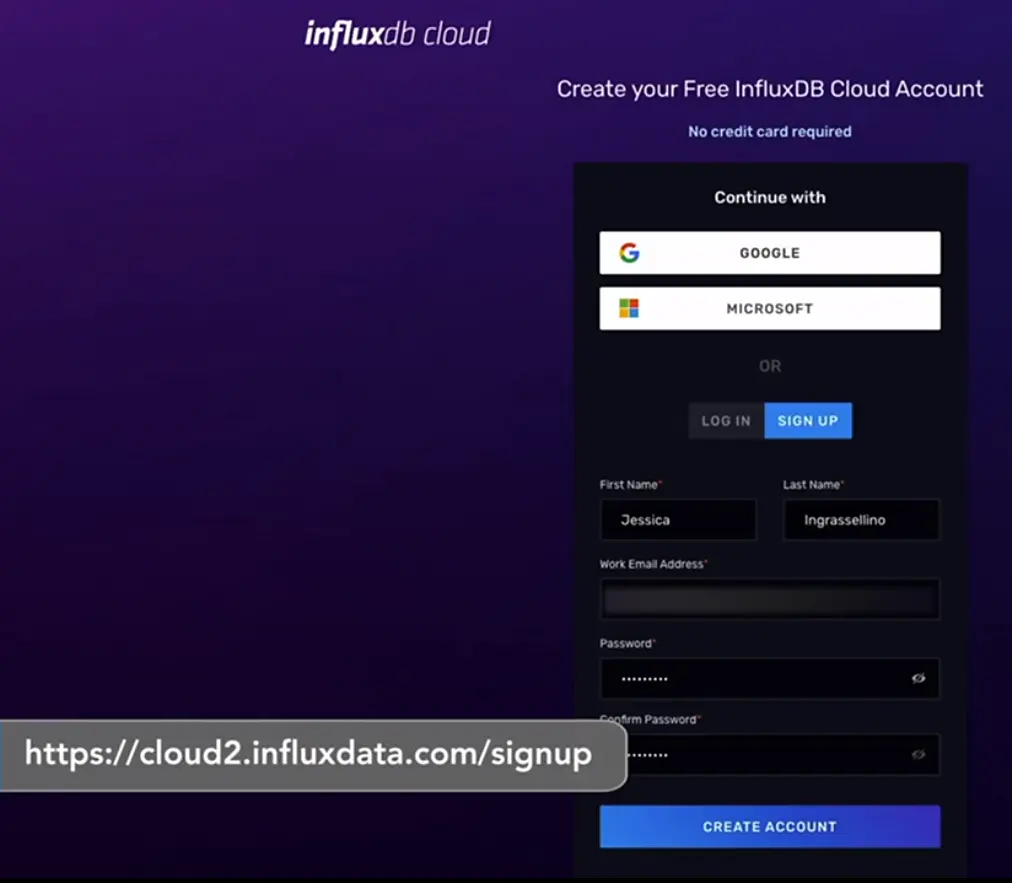 influxdb cloud
Create your Free InfluxDB Cloud Account
No credit card required
Continue with
GOOGLE
MICROSOFT
OR
LOG IN SIGN UP
First Name* Last Name*
Jessica Ingrassellino
Work Email Address*
Password*
•••••••••
Confirm Password*
https://cloud2.influxdata.com/signup
CREATE ACCOUNT